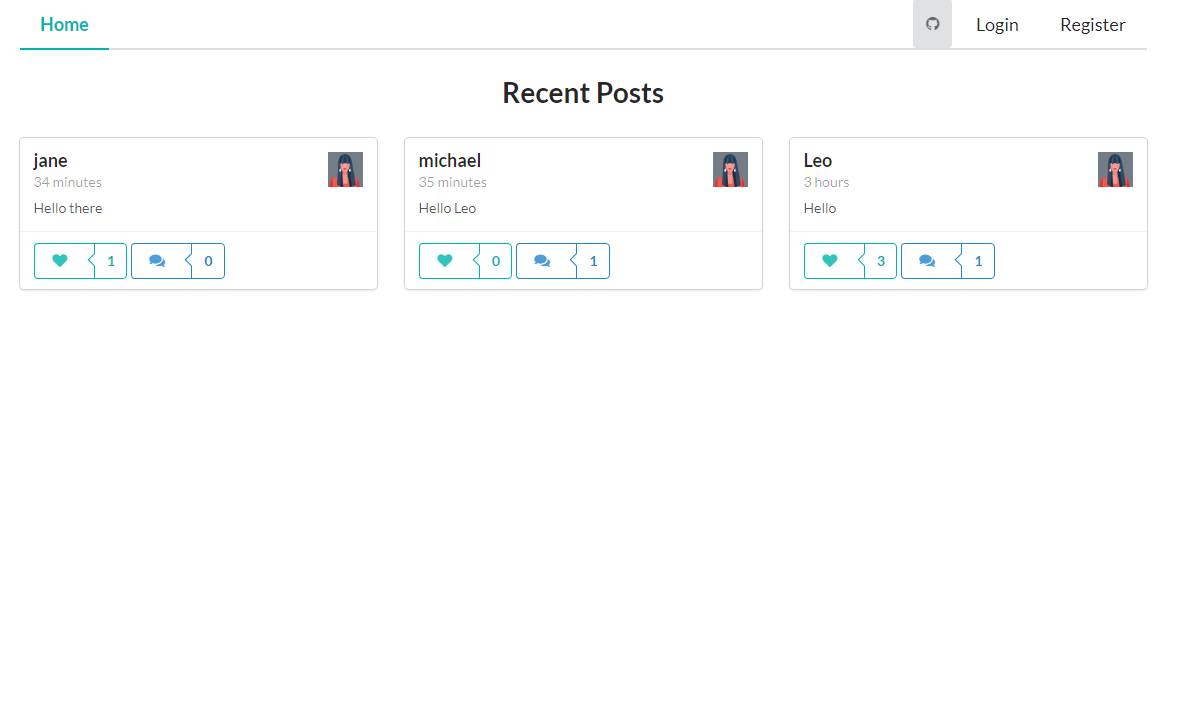 Home Login Register
Recent Posts
jane
34 minutes
Hello there
1 0
michael
35 minutes
Hello Leo
0 1
Leo
3 hours
Hello
3 1